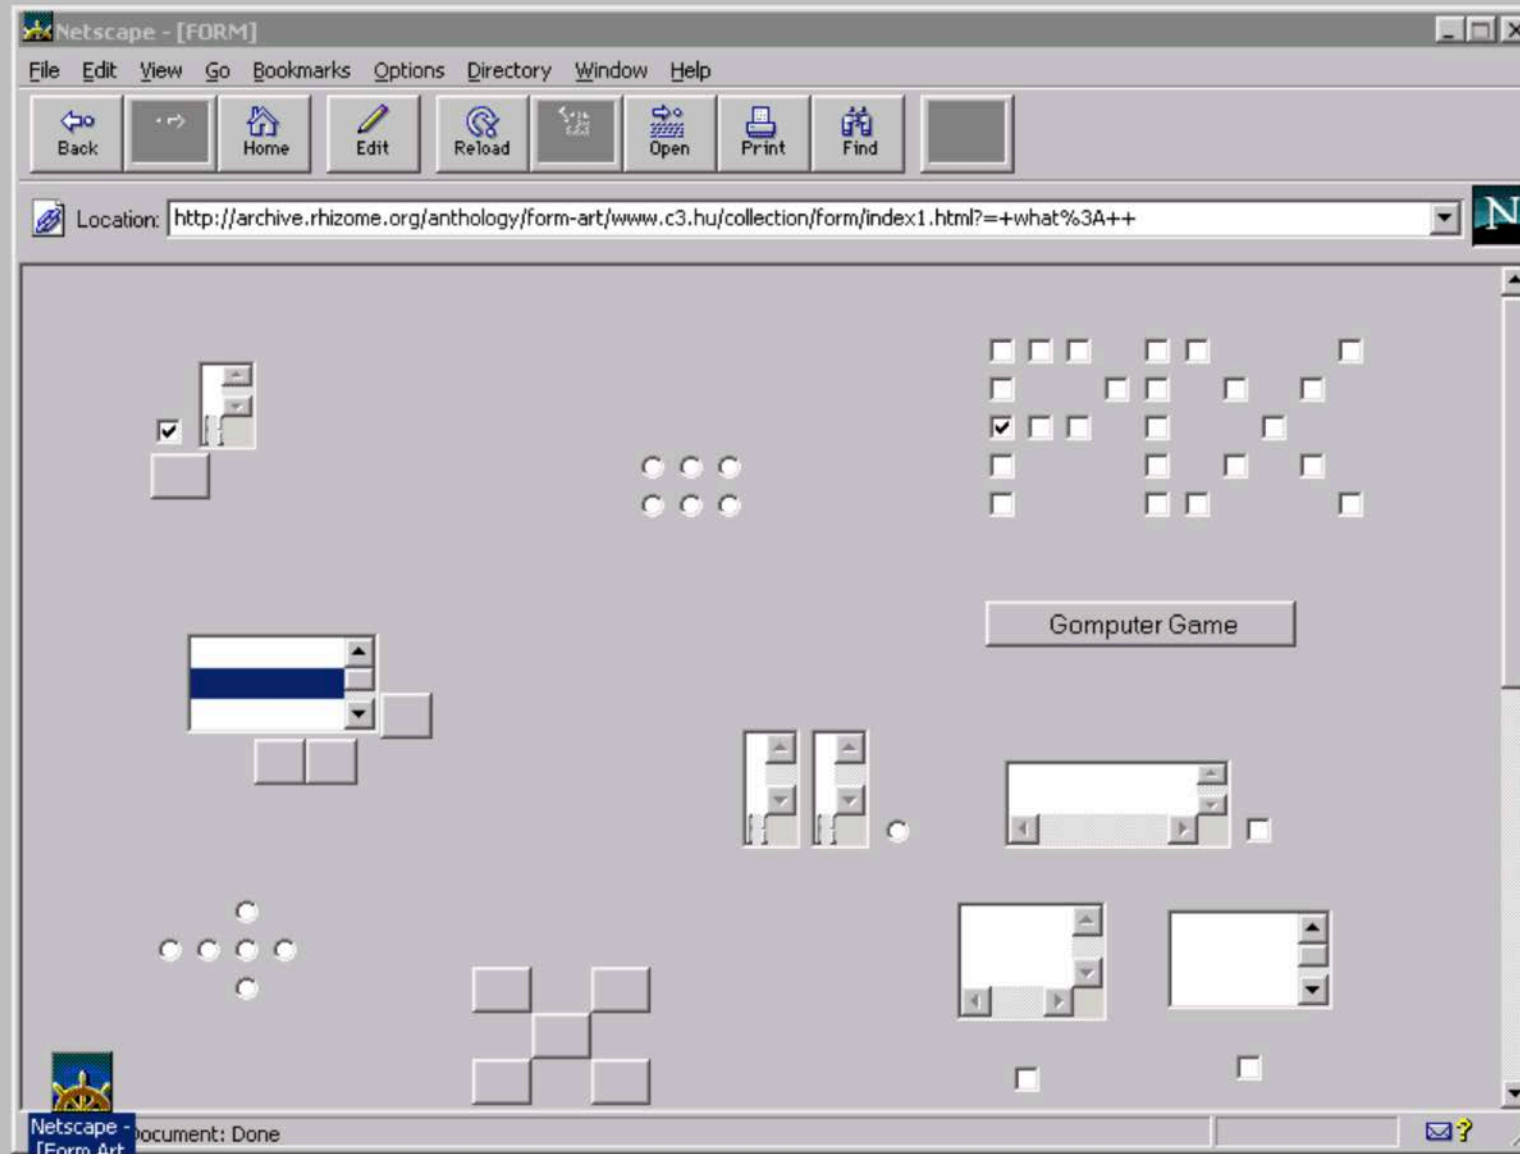 Netscape - [FORM]
File Edit View Go Bookmarks Options Directory Window Help
Back Home Edit Reload Open Print Find
Location: http://archive.rhizome.org/anthology/form-art/www.c3.hu/collection/form/index1.html?=+what%3A++
N
Gomputer Game
Netscape -
[Form Art
Document: Done